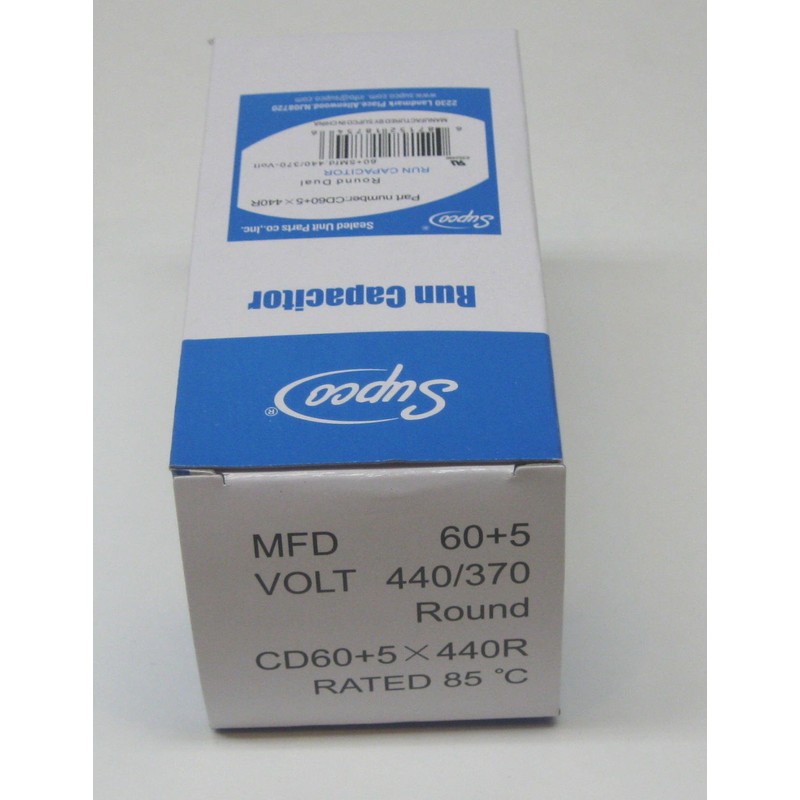 MFD 60+5
VOLT 440/370
Round
CD60+5×440R
RATED 85 °C
Supco®
Run Capacitor
Supco®
Sealed Unit Parts co.,Inc.
Part number:CD60+5×440R
Round Dual
RUN CAPACITOR
60+5Mfd 440/370-Volt
MANUFACTURED BY SUPCO IN CHINA
2230 Landmark Place.Allenwood.NJ08720
www.supco.com. info@supco.com